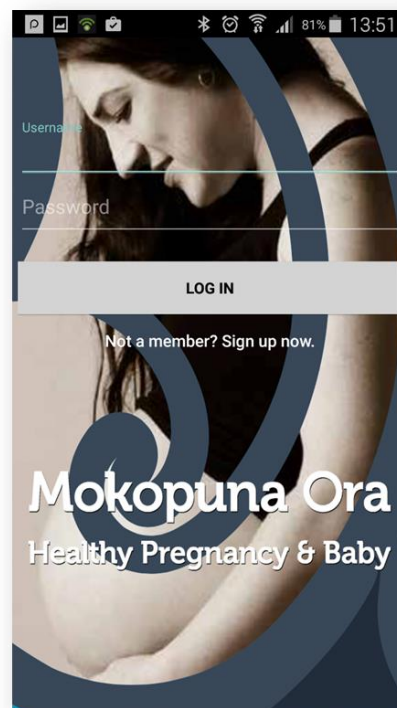 81% 13:51
Username
Password
LOG IN
Not a member? Sign up now.
Mokopuna Ora
Healthy Pregnancy & Baby